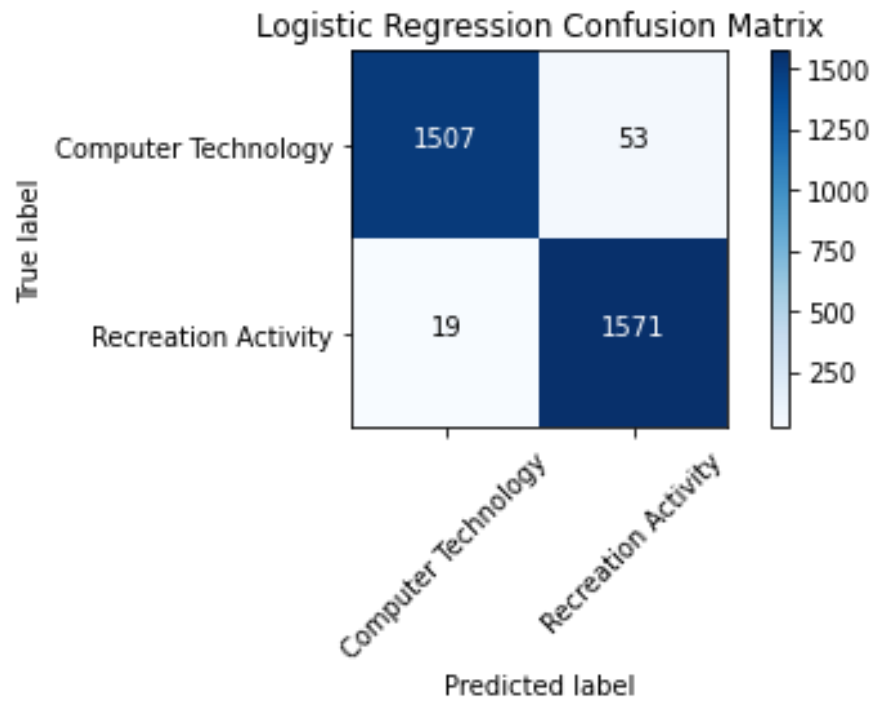 Logistic Regression Confusion Matrix
True label
Computer Technology
1507
53
Recreation Activity
19
1571
1500
1250
1000
750
500
250
Computer Technology
Recreation Activity
Predicted label